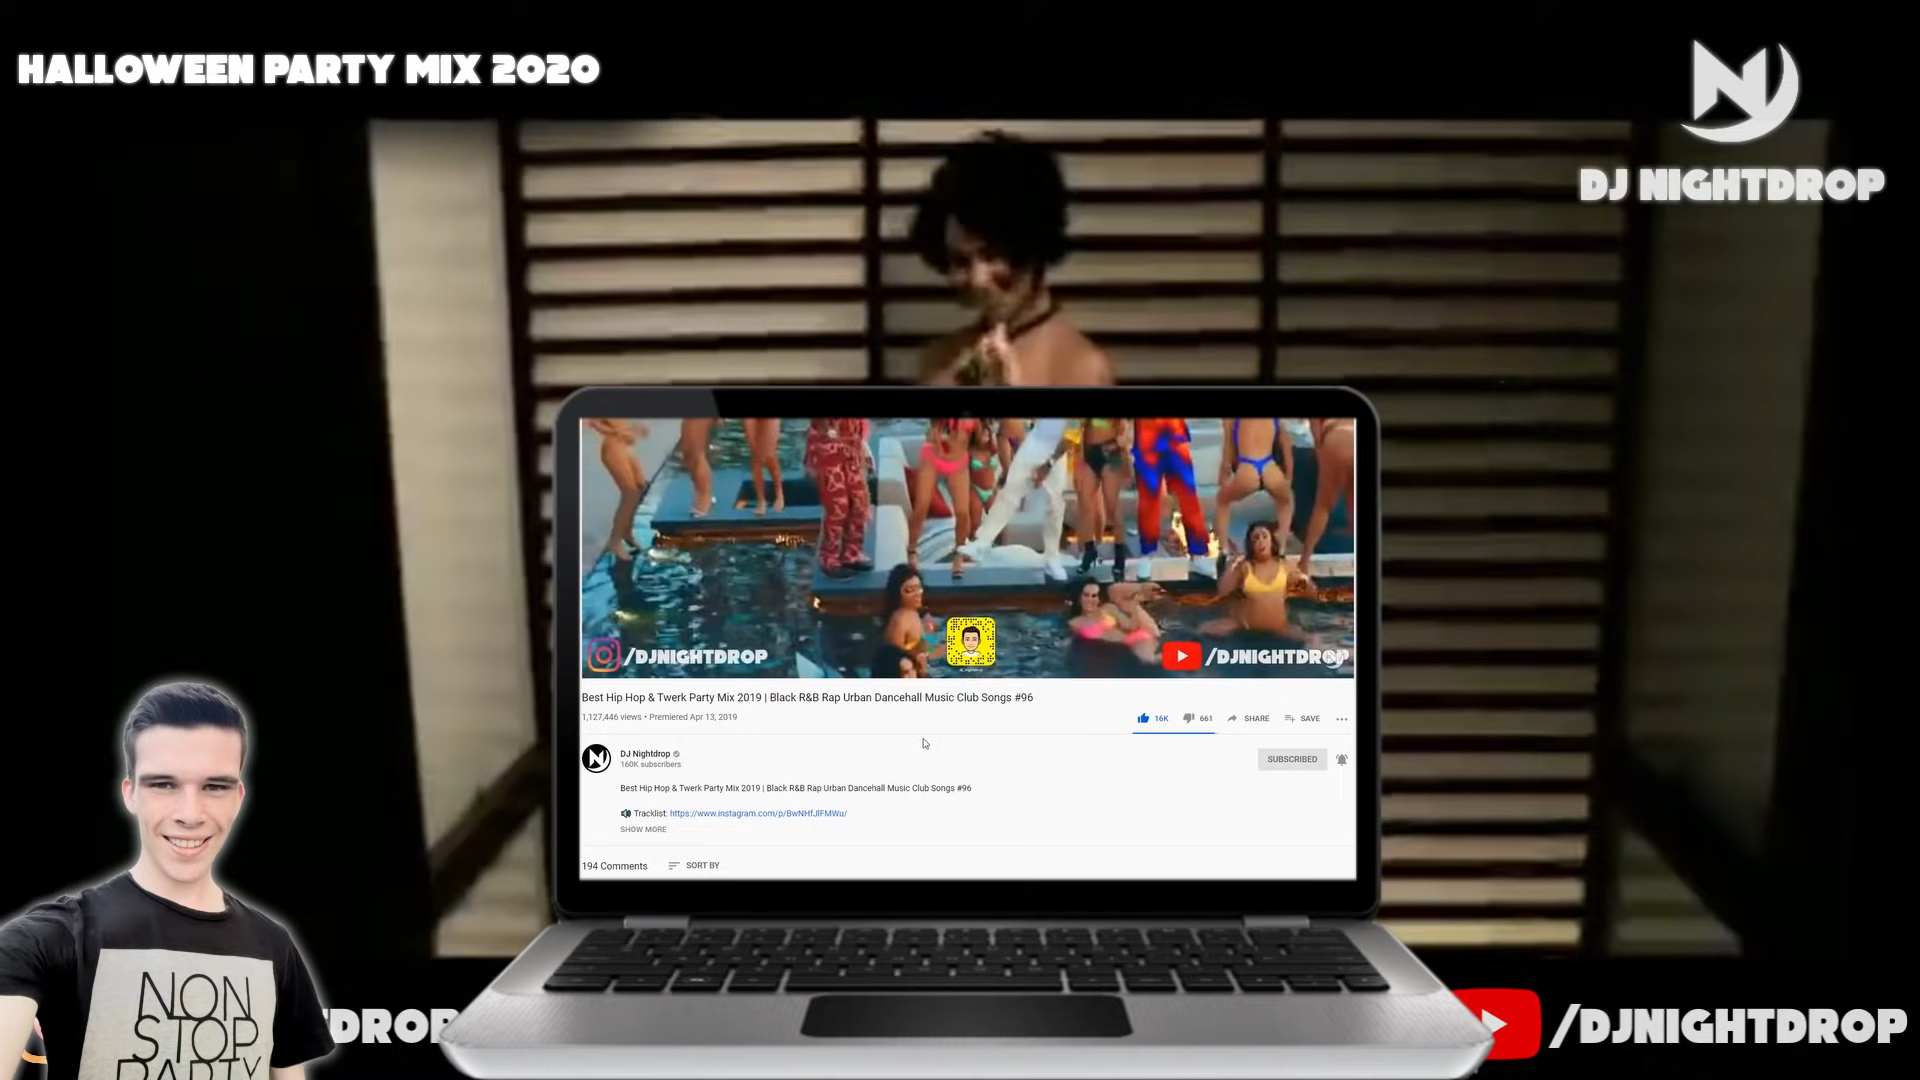 HALLOWEEN PARTY MIX 2020
DJ NIGHTDROP
/DJNIGHTDROP
/DJNIGHTDROP
Best Hip Hop & Twerk Party Mix 2019 | Black R&B Rap Urban Dancehall Music Club Songs #96
1,127,446 views • Premiered Apr 13, 2019
16K 661 SHARE SAVE
DJ Nightdrop
160K subscribers
SUBSCRIBED
Best Hip Hop & Twerk Party Mix 2019 | Black R&B Rap Urban Dancehall Music Club Songs #96
Tracklist: https://www.instagram.com/p/BwNHfJlFMWu/
SHOW MORE
194 Comments SORT BY
NON
STOP
PARTY
DROP
/DJNIGHTDROP